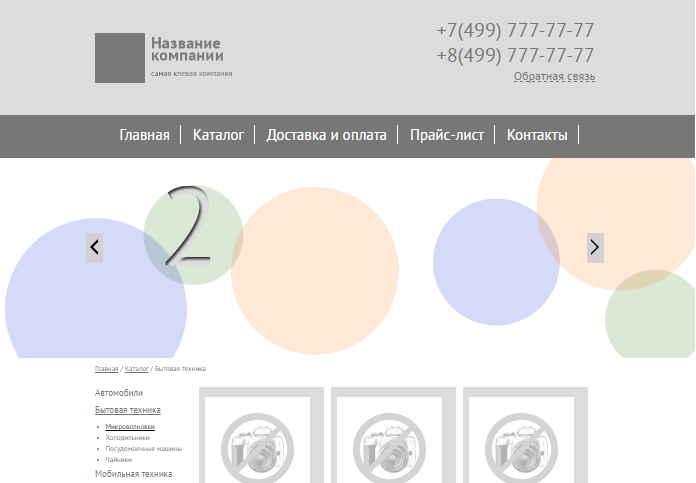 Название
компании
самая клевая компания
+7(499) 777-77-77
+8(499) 777-77-77
Обратная связь
Главная Каталог Доставка и оплата Прайс-лист Контакты
2
Главная / Каталог / Бытовая техника
Автомобили
Бытовая техника
Микроволновки
Холодильники
Посудомоечные машины
Чайники
Мобильная техника